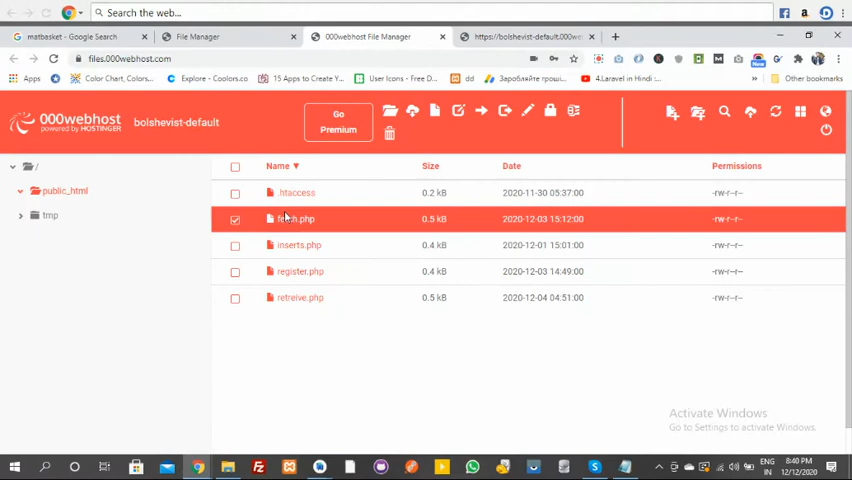 Search the web...
matbasket - Google Search
File Manager
000webhost File Manager
https://bolshevist-default.000w
files.000webhost.com
New
Apps
Color Chart, Colors...
Explore - Coolors.co
15 Apps to Create Y...
User Icons - Free D...
dd
Заробляйте гроші...
4.Laravel in Hindi :...
Other bookmarks
000webhost
powered by HOSTINGER
bolshevist-default
Go
Premium
/
public_html
tmp
Name ▼ Size Date Permissions
.htaccess 0.2 kB 2020-11-30 05:37:00 -rw-r--r--
fetch.php 0.5 kB 2020-12-03 15:12:00 -rw-r--r--
inserts.php 0.4 kB 2020-12-01 15:01:00 -rw-r--r--
register.php 0.4 kB 2020-12-03 14:49:00 -rw-r--r--
retreive.php 0.5 kB 2020-12-04 04:51:00 -rw-r--r--
Activate Windows
Go to Settings to activate Windows.
ENG
IN
8:40 PM
12/12/2020